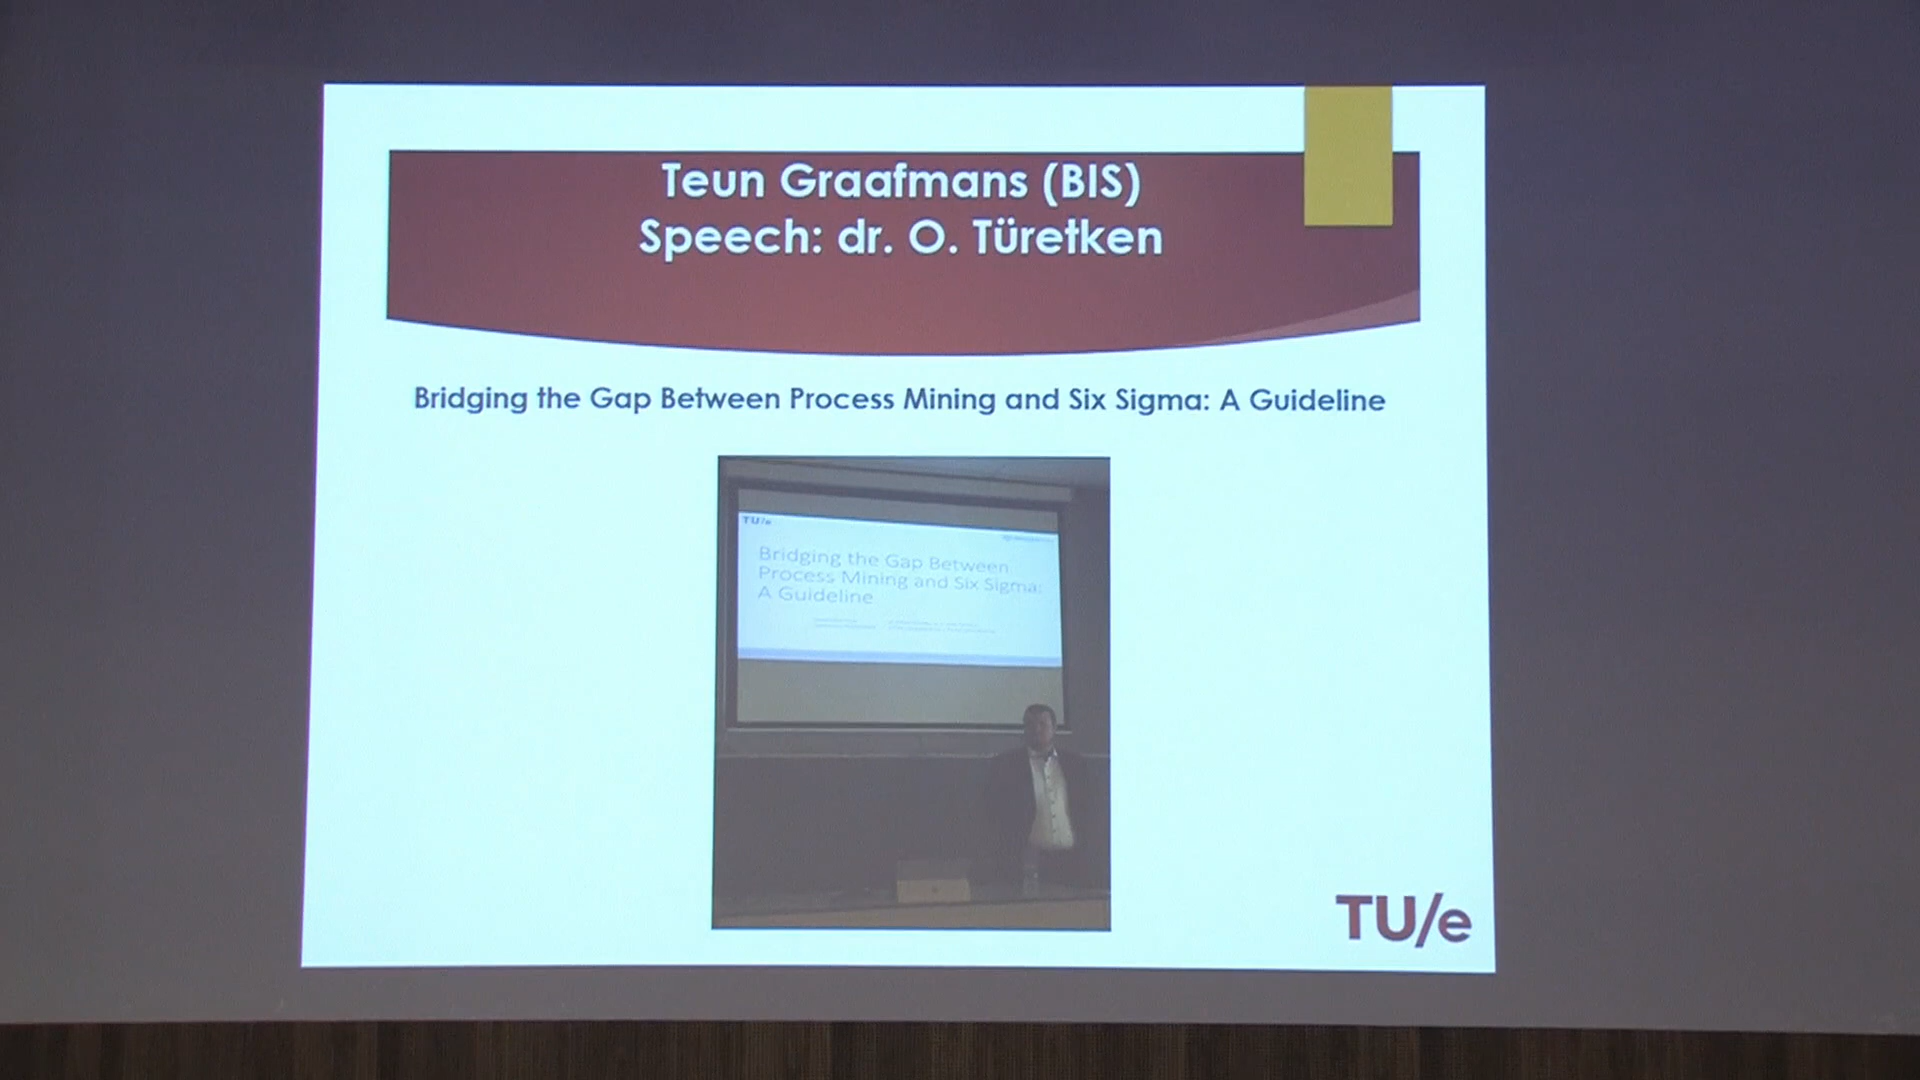 Teun Graafmans (BIS)
Speech: dr. O. Türetken
Bridging the Gap Between Process Mining and Six Sigma: A Guideline
TU/e
Bridging the Gap Between
Process Mining and Six Sigma:
A Guideline
TU/e